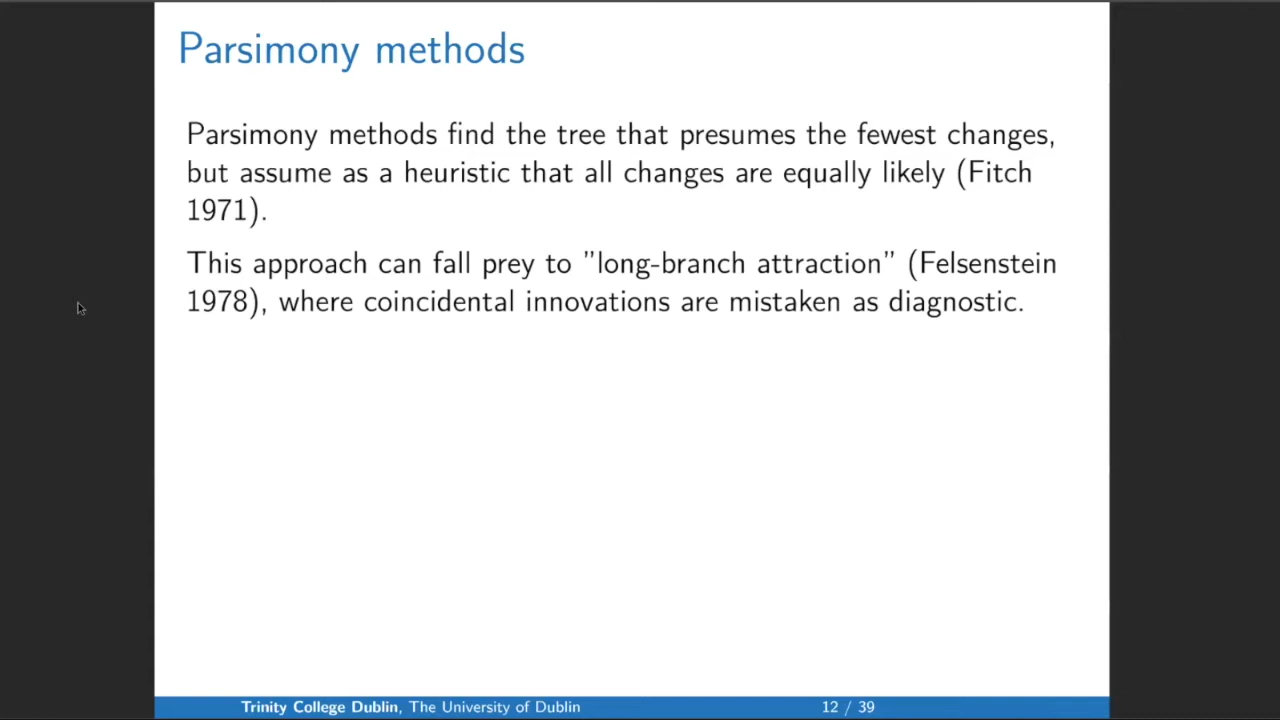 Parsimony methods
Parsimony methods find the tree that presumes the fewest changes,
but assume as a heuristic that all changes are equally likely (Fitch
1971).
This approach can fall prey to ”long-branch attraction” (Felsenstein
1978), where coincidental innovations are mistaken as diagnostic.
Trinity College Dublin, The University of Dublin 12 / 39